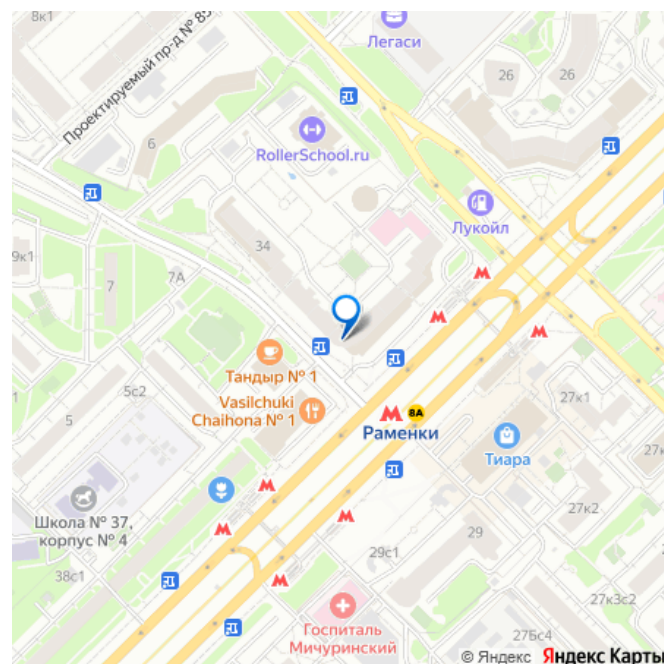 8к1
Проектируемый пр-д № 85
Легаси
26
26
6
RollerSchool.ru
Лукойл
34
9к1
7А
7
Тандыр № 1
5с2
Vasilchuki
Chaihona № 1
5
8А
Раменки
27к1
Тиара
Школа № 37,
корпус № 4
27к2
29
38с1
29с1
27к3с2
Госпиталь
Мичуринский
27Бс4
© Яндекс Яндекс Карты